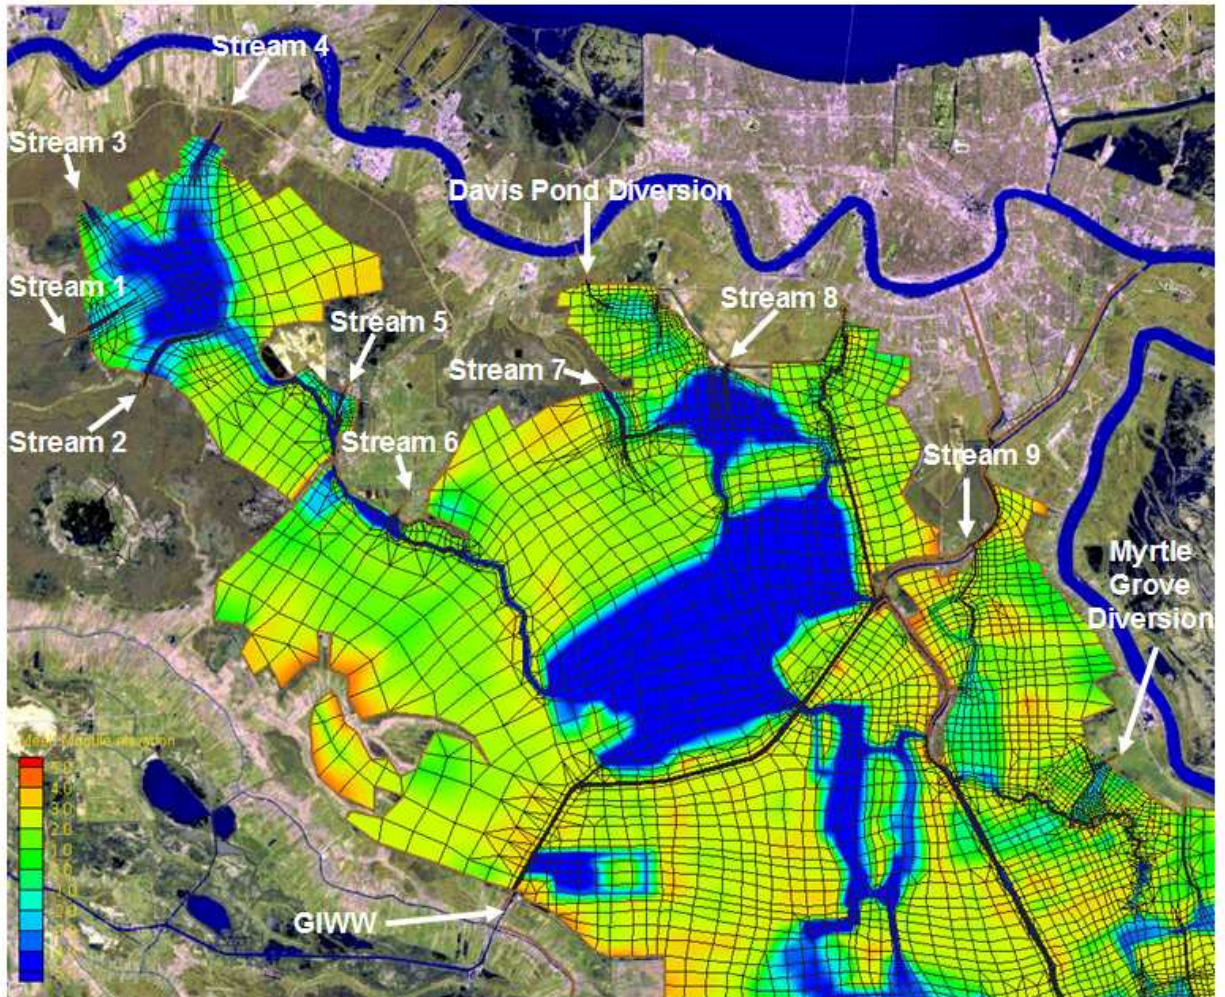 Stream 4
Stream 3
Davis Pond Diversion
Stream 1
Stream 8
Stream 5
Stream 7
Stream 2
Stream 6
Stream 9
Myrtle
Grove
Diversion
GIWW